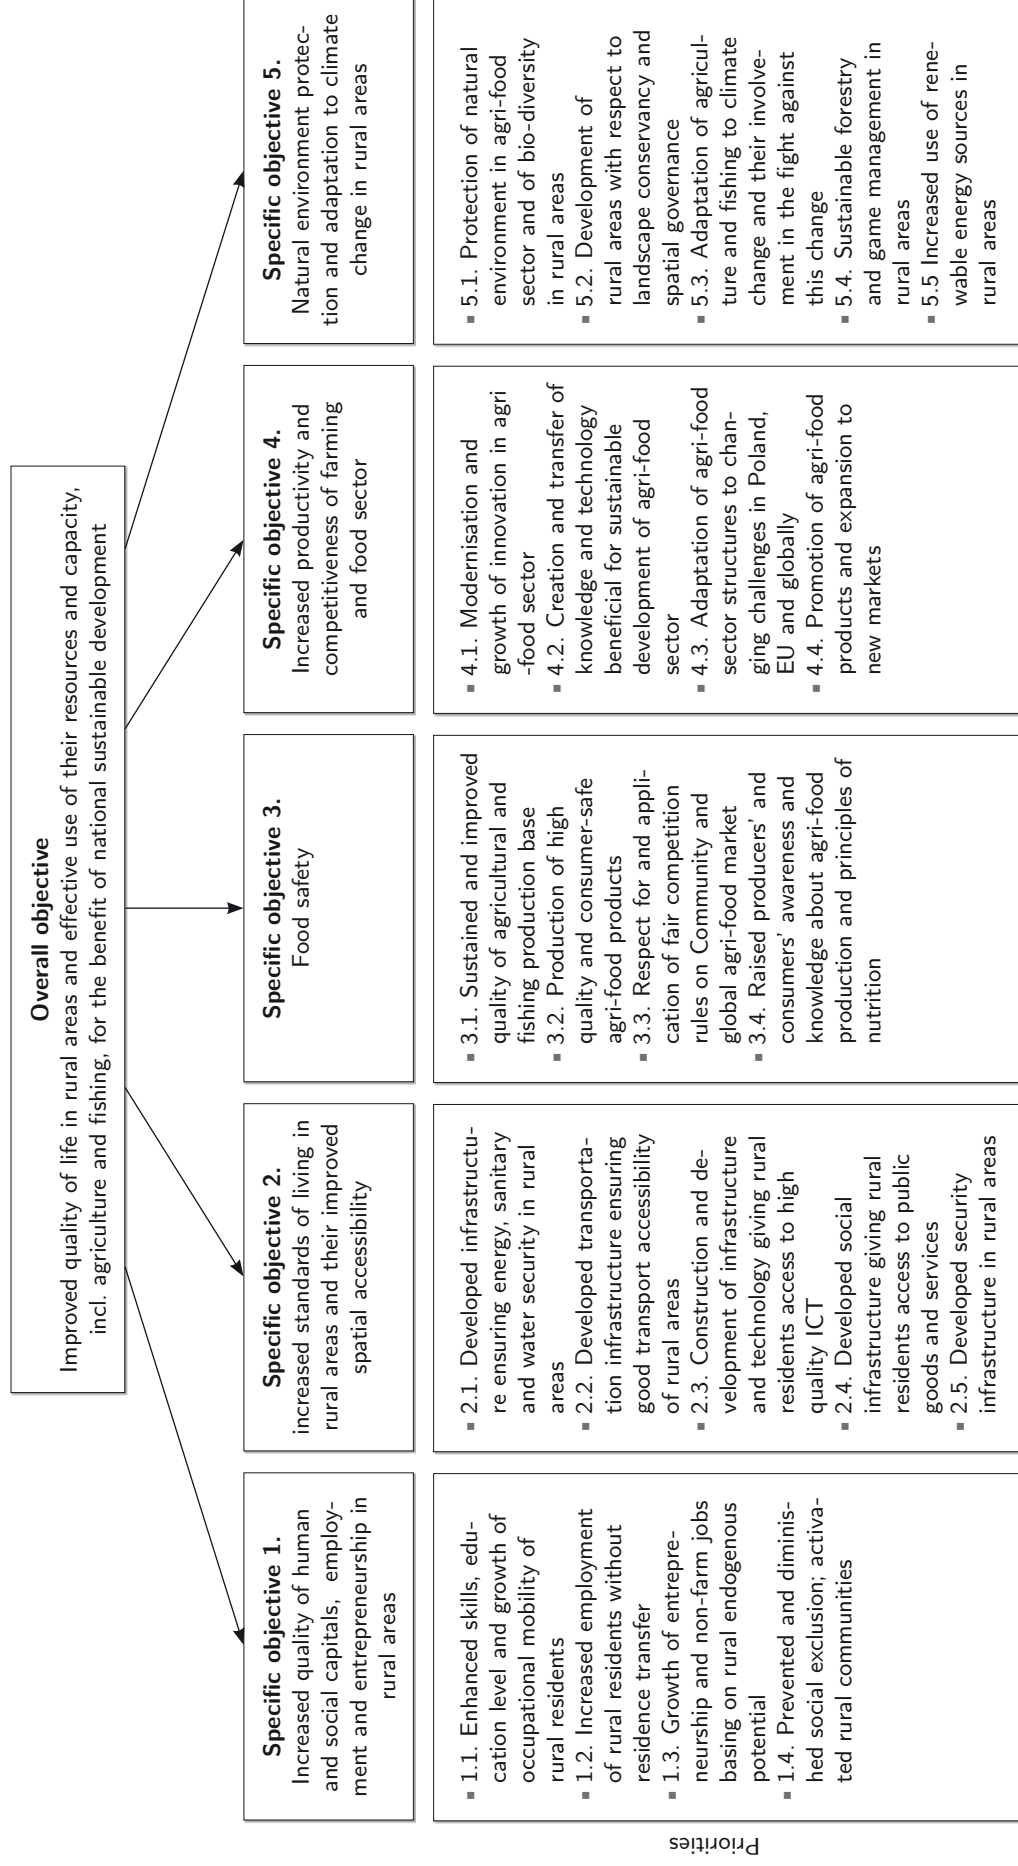 Overall objective
Improved quality of life in rural areas and effective use of their resources and capacity,
incl. agriculture and fishing, for the benefit of national sustainable development
Specific objective 1.
Increased quality of human
and social capitals, employ-
ment and entrepreneurship in
rural areas
Specific objective 2.
increased standards of living in
rural areas and their improved
spatial accessibility
Specific objective 3.
Food safety
Specific objective 4.
Increased productivity and
competitiveness of farming
and food sector
Specific objective 5.
Natural environment protec-
tion and adaptation to climate
change in rural areas
Priorities
▪ 1.1. Enhanced skills, edu-
cation level and growth of
occupational mobility of
rural residents
▪ 1.2. Increased employment
of rural residents without
residence transfer
▪ 1.3. Growth of entrepre-
neurship and non-farm jobs
basing on rural endogenous
potential
▪ 1.4. Prevented and diminis-
hed social exclusion; activa-
ted rural communities
▪ 2.1. Developed infrastructu-
re ensuring energy, sanitary
and water security in rural
areas
▪ 2.2. Developed transporta-
tion infrastructure ensuring
good transport accessibility
of rural areas
▪ 2.3. Construction and de-
velopment of infrastructure
and technology giving rural
residents access to high
quality ICT
▪ 2.4. Developed social
infrastructure giving rural
residents access to public
goods and services
▪ 2.5. Developed security
infrastructure in rural areas
▪ 3.1. Sustained and improved
quality of agricultural and
fishing production base
▪ 3.2. Production of high
quality and consumer-safe
agri-food products
▪ 3.3. Respect for and appli-
cation of fair competition
rules on Community and
global agri-food market
▪ 3.4. Raised producers' and
consumers' awareness and
knowledge about agri-food
production and principles of
nutrition
▪ 4.1. Modernisation and
growth of innovation in agri
-food sector
▪ 4.2. Creation and transfer of
knowledge and technology
beneficial for sustainable
development of agri-food
sector
▪ 4.3. Adaptation of agri-food
sector structures to chan-
ging challenges in Poland,
EU and globally
▪ 4.4. Promotion of agri-food
products and expansion to
new markets
▪ 5.1. Protection of natural
environment in agri-food
sector and of bio-diversity
in rural areas
▪ 5.2. Development of
rural areas with respect to
landscape conservancy and
spatial governance
▪ 5.3. Adaptation of agricul-
ture and fishing to climate
change and their involve-
ment in the fight against
this change
▪ 5.4. Sustainable forestry
and game management in
rural areas
▪ 5.5 Increased use of rene-
wable energy sources in
rural areas